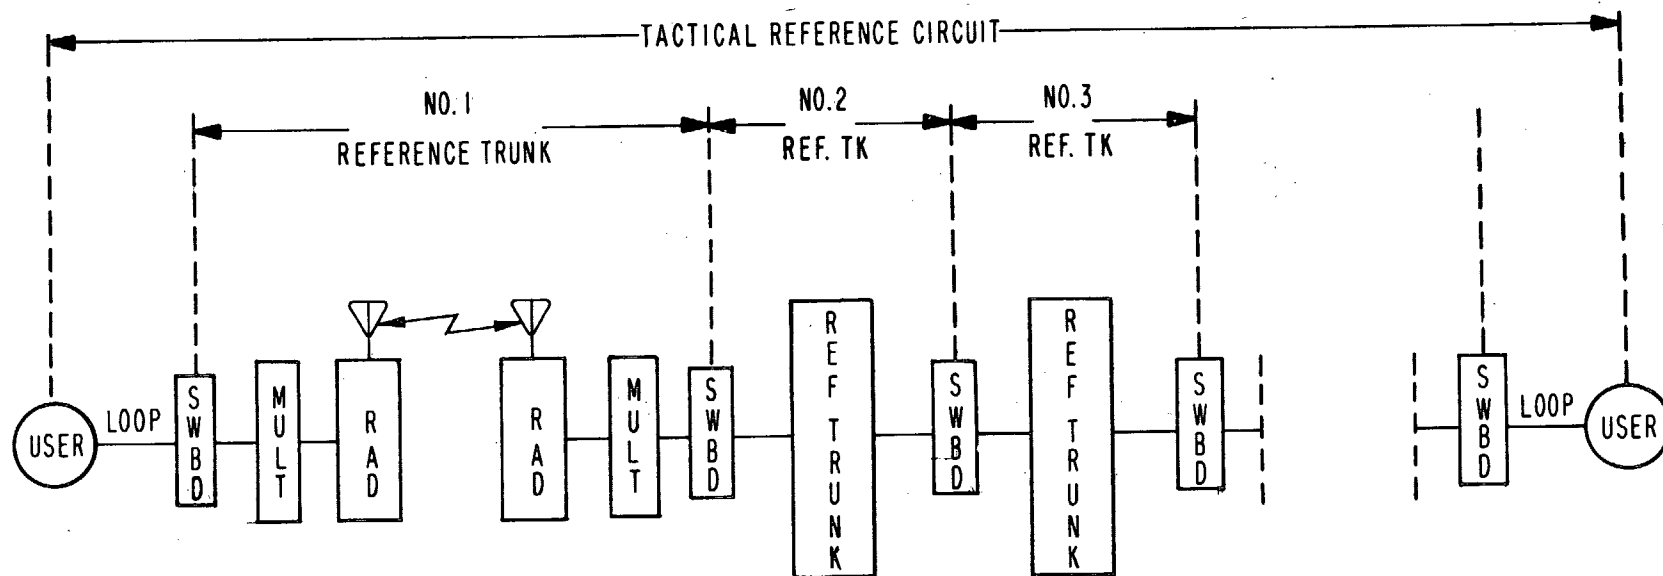 TACTICAL REFERENCE CIRCUIT
NO. 1
REFERENCE TRUNK
NO. 2
REF. TK
NO. 3
REF. TK
USER
LOOP
SWBD
MULT
RAD
RAD
MULT
SWBD
REF TRUNK
SWBD
REF TRUNK
SWBD
SWBD
LOOP
USER